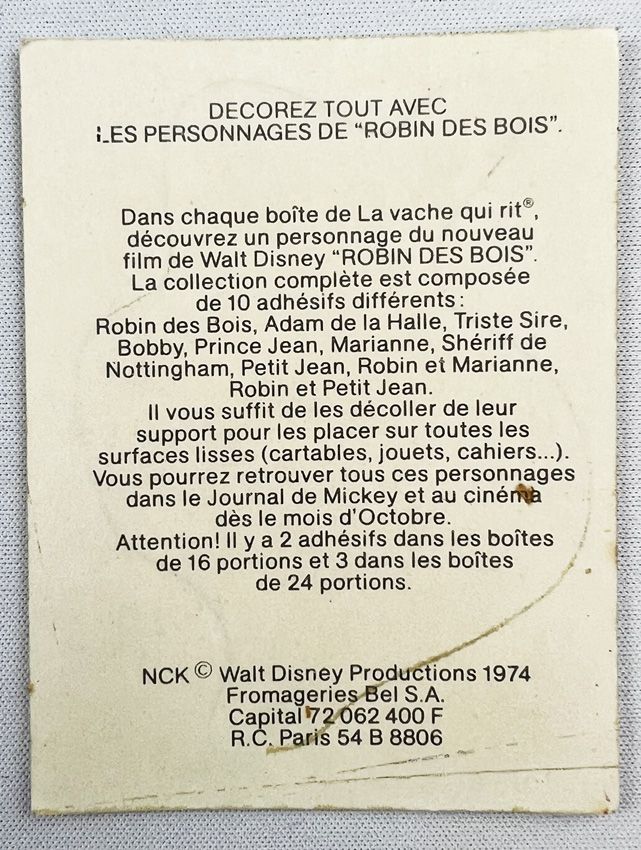 DECOREZ TOUT AVEC
LES PERSONNAGES DE “ROBIN DES BOIS”.
Dans chaque boîte de La vache qui rit®,
découvrez un personnage du nouveau
film de Walt Disney “ROBIN DES BOIS”.
La collection complète est composée
de 10 adhésifs différents :
Robin des Bois, Adam de la Halle, Triste Sire,
Bobby, Prince Jean, Marianne, Shériff de
Nottingham, Petit Jean, Robin et Marianne,
Robin et Petit Jean.
Il vous suffit de les décoller de leur
support pour les placer sur toutes les
surfaces lisses (cartables, jouets, cahiers...).
Vous pourrez retrouver tous ces personnages
dans le Journal de Mickey et au cinéma
dès le mois d’Octobre.
Attention! Il y a 2 adhésifs dans les boîtes
de 16 portions et 3 dans les boîtes
de 24 portions.
NCK © Walt Disney Productions 1974
Fromageries Bel S.A.
Capital 72 062 400 F
R.C. Paris 54 B 8806